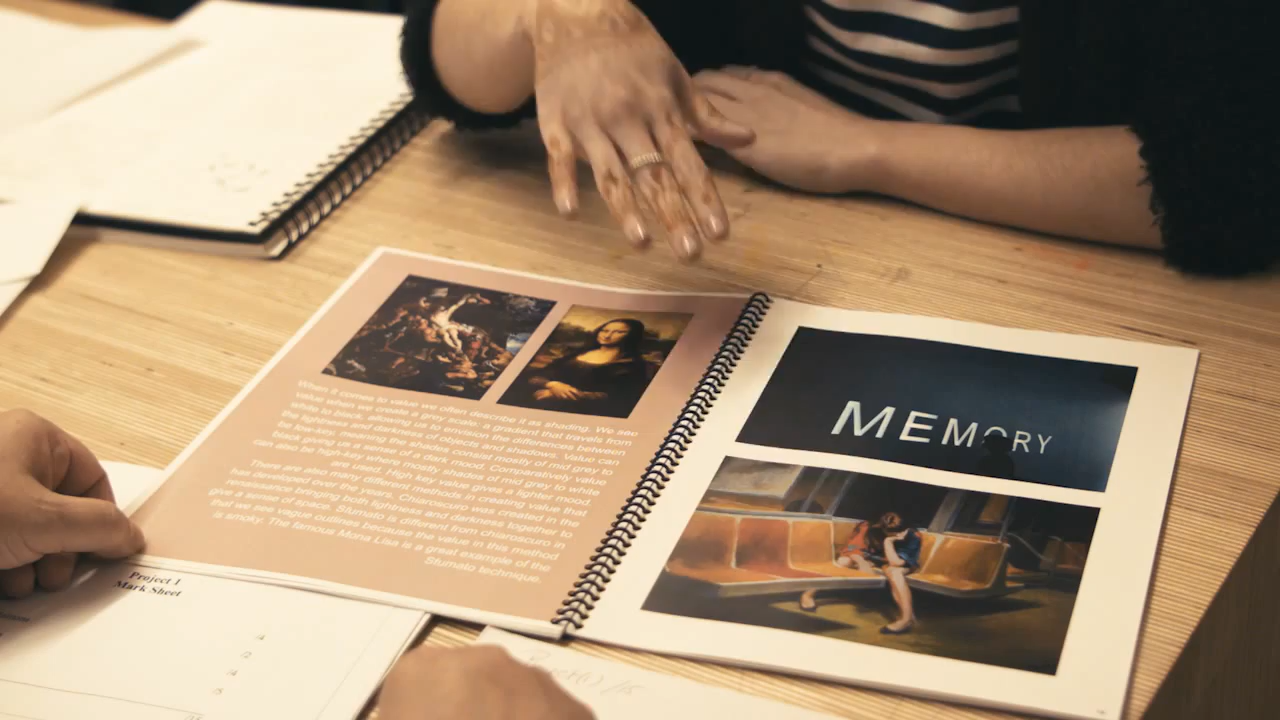 When it comes to value we often describe it as shading. We see
value when we create a grey scale: a gradient that travels from
white to black, allowing us to envision the differences between
the lightness and darkness of objects and shadows. Value can
be low-key, meaning the shades consist mostly of mid grey to
black giving us a sense of a dark mood. Comparatively value
can also be high-key where mostly shades of mid grey to white
are used. High key value gives a lighter mood.
There are also many different methods in creating value that
has developed over the years. Chiaroscuro was created in the
renaissance bringing both lightness and darkness together to
give a sense of space. Sfumato is different from chiaroscuro in
that we see vague outlines because the value in this method
is smoky. The famous Mona Lisa is a great example of the
Sfumato technique.
MEMORY
Project 1
Mark Sheet
/4
/2
/4
/5